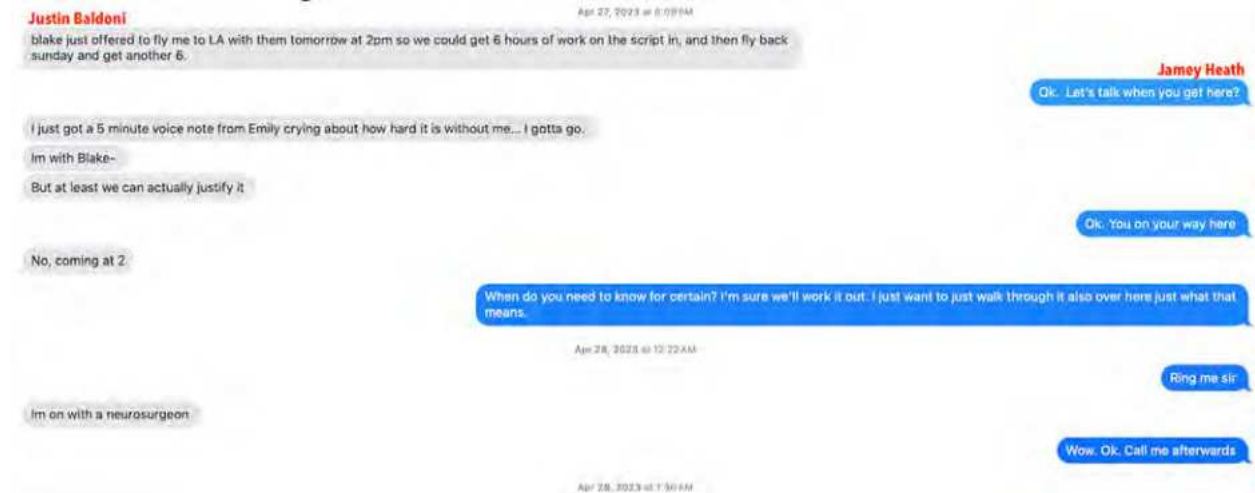 Apr 27, 2023 at 6:09 PM
Justin Baldoni
blake just offered to fly me to LA with them tomorrow at 2pm so we could get 6 hours of work on the script in, and then fly back
sunday and get another 6.
Jamey Heath
Ok. Let's talk when you get here?
I just got a 5 minute voice note from Emily crying about how hard it is without me... I gotta go.
Im with Blake-
But at least we can actually justify it
Ok. You on your way here
No, coming at 2
When do you need to know for certain? I'm sure we'll work it out. I just want to just walk through it also over here just what that
means.
Apr 28, 2023 at 12:22 AM
Ring me sir
Im on with a neurosurgeon
Wow. Ok. Call me afterwards
Apr 28, 2023 at